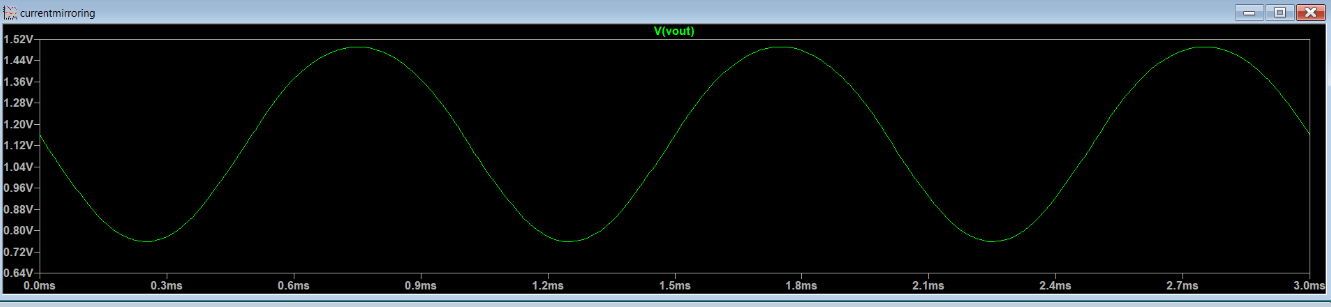 currentmirroring
V(vout)
1.52V
1.44V
1.36V
1.28V
1.20V
1.12V
1.04V
0.96V
0.88V
0.80V
0.72V
0.64V
0.0ms 0.3ms 0.6ms 0.9ms 1.2ms 1.5ms 1.8ms 2.1ms 2.4ms 2.7ms 3.0ms